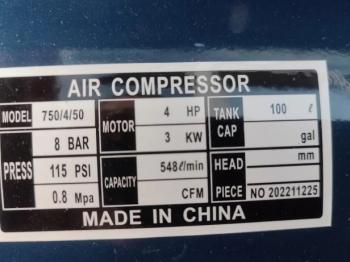 AIR COMPRESSOR
MODEL 750/4/50
PRESS 8 BAR
115 PSI
0.8 Mpa
MOTOR 4 HP
3 KW
CAPACITY 548ℓ/min
CFM
TANK CAP 100 ℓ
gal
HEAD mm
PIECE NO 202211225
MADE IN CHINA